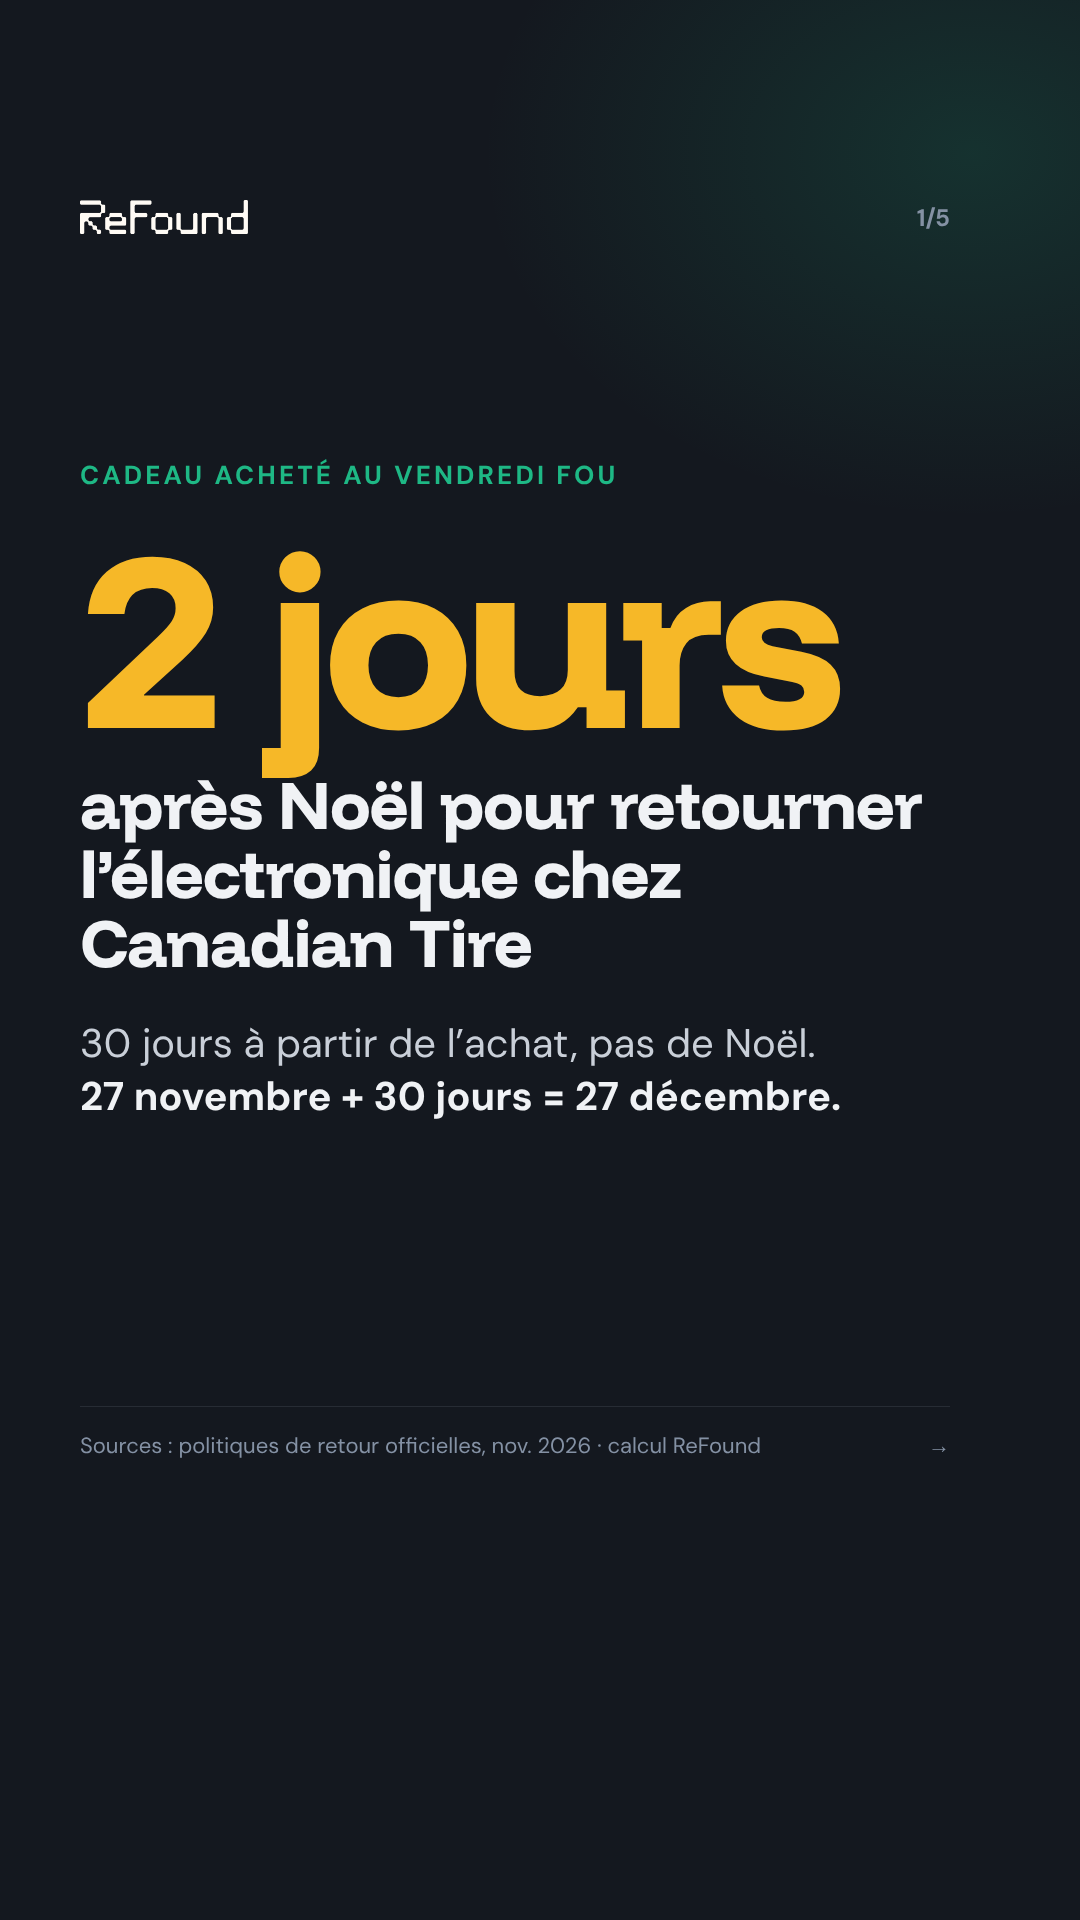 ReFound
1/5
CADEAU ACHETÉ AU VENDREDI FOU
2 jours
après Noël pour retourner
l’électronique chez
Canadian Tire
30 jours à partir de l’achat, pas de Noël.
27 novembre + 30 jours = 27 décembre.
Sources : politiques de retour officielles, nov. 2026 · calcul ReFound →